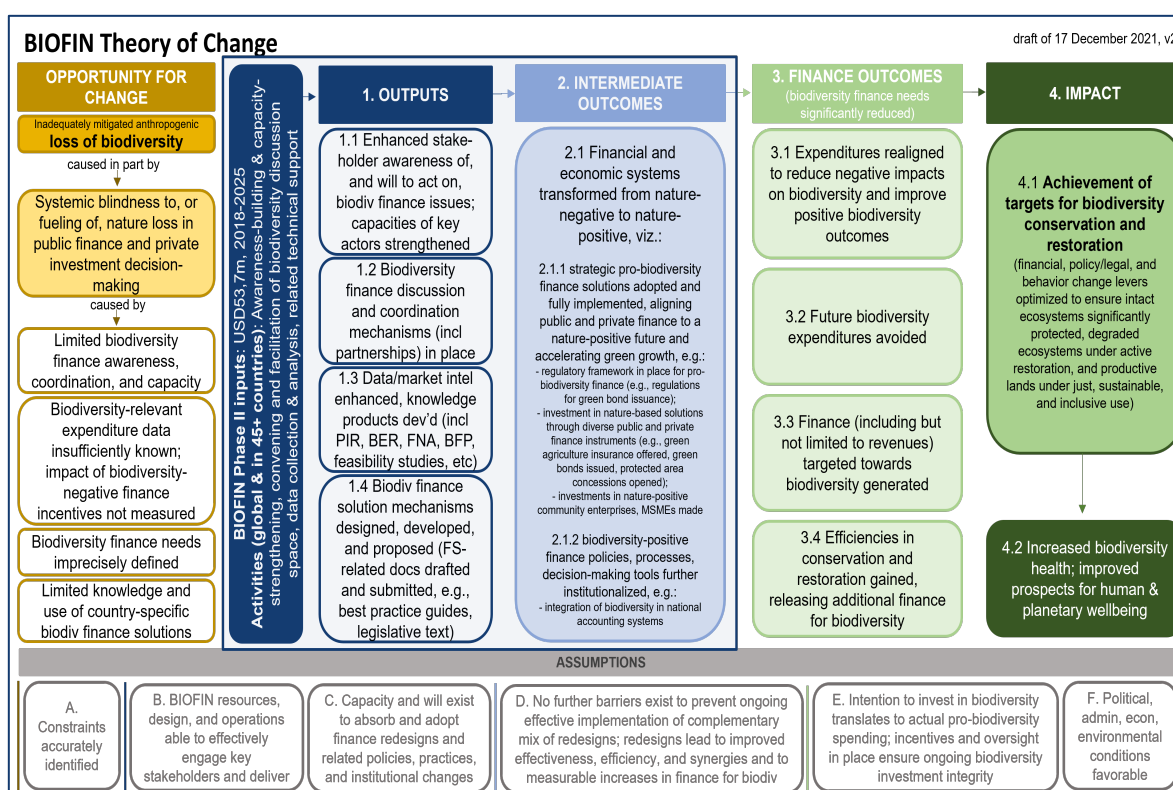 BIOFIN Theory of Change
draft of 17 December 2021, v2
OPPORTUNITY FOR
CHANGE
Inadequately mitigated anthropogenic
loss of biodiversity
caused in part by
Systemic blindness to, or
fueling of, nature loss in
public finance and private
investment decision-
making
caused by
Limited biodiversity
finance awareness,
coordination, and capacity
Biodiversity-relevant
expenditure data
insufficiently known;
impact of biodiversity-
negative finance
incentives not measured
Biodiversity finance needs
imprecisely defined
Limited knowledge and
use of country-specific
biodiv finance solutions
BIOFIN Phase II inputs: USD53,7m, 2018-2025
Activities (global & in 45+ countries): Awareness-building & capacity-
strengthening, convening and facilitation of biodiversity discussion
space, data collection & analysis, related technical support
1. OUTPUTS
1.1 Enhanced stake-
holder awareness of,
and will to act on,
biodiv finance issues;
capacities of key
actors strengthened
1.2 Biodiversity
finance discussion
and coordination
mechanisms (incl
partnerships) in place
1.3 Data/market intel
enhanced, knowledge
products dev'd (incl
PIR, BER, FNA, BFP,
feasibility studies, etc)
1.4 Biodiv finance
solution mechanisms
designed, developed,
and proposed (FS-
related docs drafted
and submitted, e.g.,
best practice guides,
legislative text)
2. INTERMEDIATE
OUTCOMES
2.1 Financial and
economic systems
transformed from nature-
negative to nature-
positive, viz.:
2.1.1 strategic pro-biodiversity
finance solutions adopted and
fully implemented, aligning
public and private finance to a
nature-positive future and
accelerating green growth, e.g.:
- regulatory framework in place for pro-
biodiversity finance (e.g., regulations
for green bond issuance);
- investment in nature-based solutions
through diverse public and private
finance instruments (e.g., green
agriculture insurance offered, green
bonds issued, protected area
concessions opened);
- investments in nature-positive
community enterprises, MSMEs made
2.1.2 biodiversity-positive
finance policies, processes,
decision-making tools further
institutionalized, e.g.:
- integration of biodiversity in national
accounting systems
3. FINANCE OUTCOMES
(biodiversity finance needs
significantly reduced)
3.1 Expenditures realigned
to reduce negative impacts
on biodiversity and improve
positive biodiversity
outcomes
3.2 Future biodiversity
expenditures avoided
3.3 Finance (including but
not limited to revenues)
targeted towards
biodiversity generated
3.4 Efficiencies in
conservation and
restoration gained,
releasing additional finance
for biodiversity
4. IMPACT
4.1 Achievement of
targets for biodiversity
conservation and
restoration
(financial, policy/legal, and
behavior change levers
optimized to ensure intact
ecosystems significantly
protected, degraded
ecosystems under active
restoration, and productive
lands under just, sustainable,
and inclusive use)
4.2 Increased biodiversity
health; improved
prospects for human &
planetary wellbeing
ASSUMPTIONS
A.
Constraints
accurately
identified
B. BIOFIN resources,
design, and operations
able to effectively
engage key
stakeholders and deliver
C. Capacity and will exist
to absorb and adopt
finance redesigns and
related policies, practices,
and institutional changes
D. No further barriers exist to prevent ongoing
effective implementation of complementary
mix of redesigns; redesigns lead to improved
effectiveness, efficiency, and synergies and to
measurable increases in finance for biodiv
E. Intention to invest in biodiversity
translates to actual pro-biodiversity
spending; incentives and oversight
in place ensure ongoing biodiversity
investment integrity
F. Political,
admin, econ,
environmental
conditions
favorable